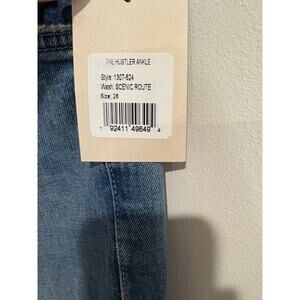 THE HUSTLER ANKLE
Style: 1307-624
Wash: SCENIC ROUTE
Size: 28
1 92411 49649 4